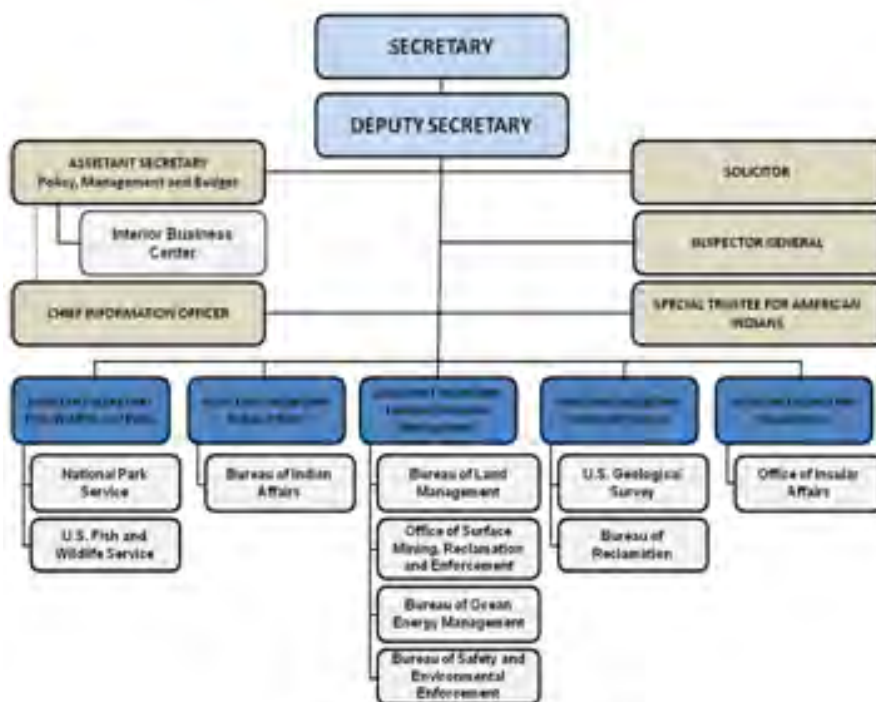 SECRETARY
DEPUTY SECRETARY
ASSISTANT SECRETARY
Policy, Management and Budget
SOLICITOR
Interior Business
Center
INSPECTOR GENERAL
CHIEF INFORMATION OFFICER
SPECIAL TRUSTEE FOR AMERICAN
INDIANS
ASSISTANT SECRETARY
National Park
Service
U.S. Fish and
Wildlife Service
Bureau of Indian
Affairs
Bureau of Land
Management
Office of Surface
Mining, Reclamation
and Enforcement
Bureau of Ocean
Energy Management
Bureau of Safety and
Environmental
Enforcement
U.S. Geological
Survey
Bureau of
Reclamation
Office of Insular
Affairs